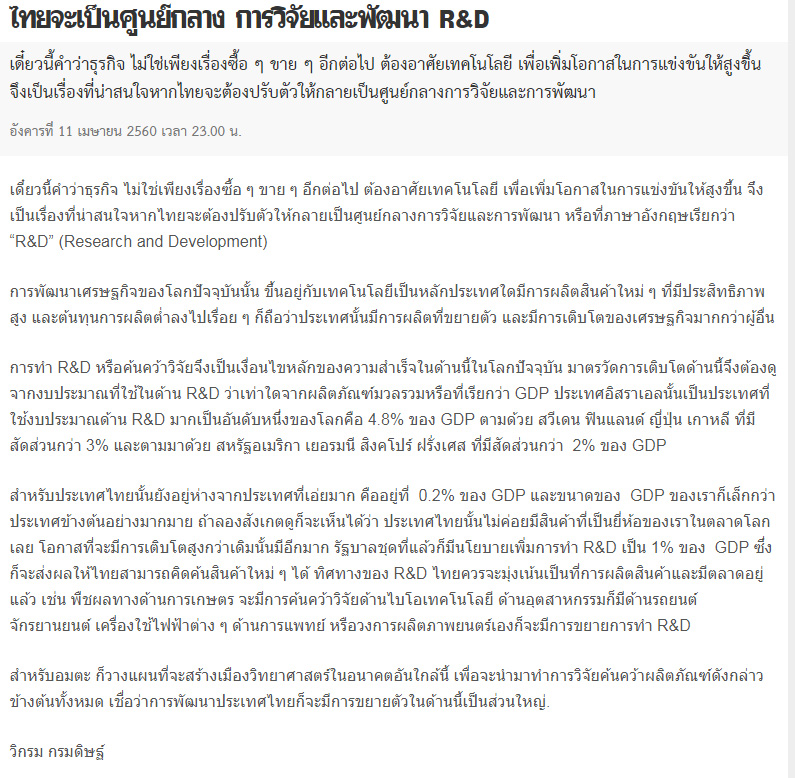 ไทยจะเป็นศูนย์กลาง การวิจัยและพัฒนา R&D
เดี๋ยวนี้คำว่าธุรกิจ ไม่ใช่เพียงเรื่องซื้อ ๆ ขาย ๆ อีกต่อไป ต้องอาศัยเทคโนโลยี เพื่อเพิ่มโอกาสในการแข่งขันให้สูงขึ้น
จึงเป็นเรื่องที่น่าสนใจหากไทยจะต้องปรับตัวให้กลายเป็นศูนย์กลางการวิจัยและการพัฒนา
อังคารที่ 11 เมษายน 2560 เวลา 23.00 น.
เดี๋ยวนี้คำว่าธุรกิจ ไม่ใช่เพียงเรื่องซื้อ ๆ ขาย ๆ อีกต่อไป ต้องอาศัยเทคโนโลยี เพื่อเพิ่มโอกาสในการแข่งขันให้สูงขึ้น จึง
เป็นเรื่องที่น่าสนใจหากไทยจะต้องปรับตัวให้กลายเป็นศูนย์กลางการวิจัยและการพัฒนา หรือที่ภาษาอังกฤษเรียกว่า
“R&D” (Research and Development)
การพัฒนาเศรษฐกิจของโลกปัจจุบันนั้น ขึ้นอยู่กับเทคโนโลยีเป็นหลักประเทศใดมีการผลิตสินค้าใหม่ ๆ ที่มีประสิทธิภาพ
สูง และต้นทุนการผลิตต่ำลงไปเรื่อย ๆ ก็ถือว่าประเทศนั้นมีการผลิตที่ขยายตัว และมีการเติบโตของเศรษฐกิจมากกว่าผู้อื่น
การทำ R&D หรือค้นคว้าวิจัยจึงเป็นเงื่อนไขหลักของความสำเร็จในด้านนี้ในโลกปัจจุบัน มาตรวัดการเติบโตด้านนี้จึงต้องดู
จากงบประมาณที่ใช้ในด้าน R&D ว่าเท่าใดจากผลิตภัณฑ์มวลรวมหรือที่เรียกว่า GDP ประเทศอิสราเอลนั้นเป็นประเทศที่
ใช้งบประมาณด้าน R&D มากเป็นอันดับหนึ่งของโลกคือ 4.8% ของ GDP ตามด้วย สวีเดน ฟินแลนด์ ญี่ปุ่น เกาหลี ที่มี
สัดส่วนกว่า 3% และตามมาด้วย สหรัฐอเมริกา เยอรมนี สิงคโปร์ ฝรั่งเศส ที่มีสัดส่วนกว่า 2% ของ GDP
สำหรับประเทศไทยนั้นยังอยู่ห่างจากประเทศที่เอ่ยมาก คืออยู่ที่ 0.2% ของ GDP และขนาดของ GDP ของเราก็เล็กกว่า
ประเทศข้างต้นอย่างมากมาย ถ้าลองสังเกตดูก็จะเห็นได้ว่า ประเทศไทยนั้นไม่ค่อยมีสินค้าที่เป็นยี่ห้อของเราในตลาดโลก
เลย โอกาสที่จะมีการเติบโตสูงกว่าเดิมนั้นมีอีกมาก รัฐบาลชุดที่แล้วก็มีนโยบายเพิ่มการทำ R&D เป็น 1% ของ GDP ซึ่ง
ก็จะส่งผลให้ไทยสามารถคิดค้นสินค้าใหม่ ๆ ได้ ทิศทางของ R&D ไทยควรจะมุ่งเน้นเป็นที่การผลิตสินค้าและมีตลาดอยู่
แล้ว เช่น พืชผลทางด้านการเกษตร จะมีการค้นคว้าวิจัยด้านไบโอเทคโนโลยี ด้านอุตสาหกรรมก็มีด้านรถยนต์
จักรยานยนต์ เครื่องใช้ไฟฟ้าต่าง ๆ ด้านการแพทย์ หรือวงการผลิตภาพยนตร์เองก็จะมีการขยายการทำ R&D
สำหรับอมตะ ก็วางแผนที่จะสร้างเมืองวิทยาศาสตร์ในอนาคตอันใกล้นี้ เพื่อจะนำมาทำการวิจัยค้นคว้าผลิตภัณฑ์ดังกล่าว
ข้างต้นทั้งหมด เชื่อว่าการพัฒนาประเทศไทยก็จะมีการขยายตัวในด้านนี้เป็นส่วนใหญ่.
วิกรม กรมดิษฐ์